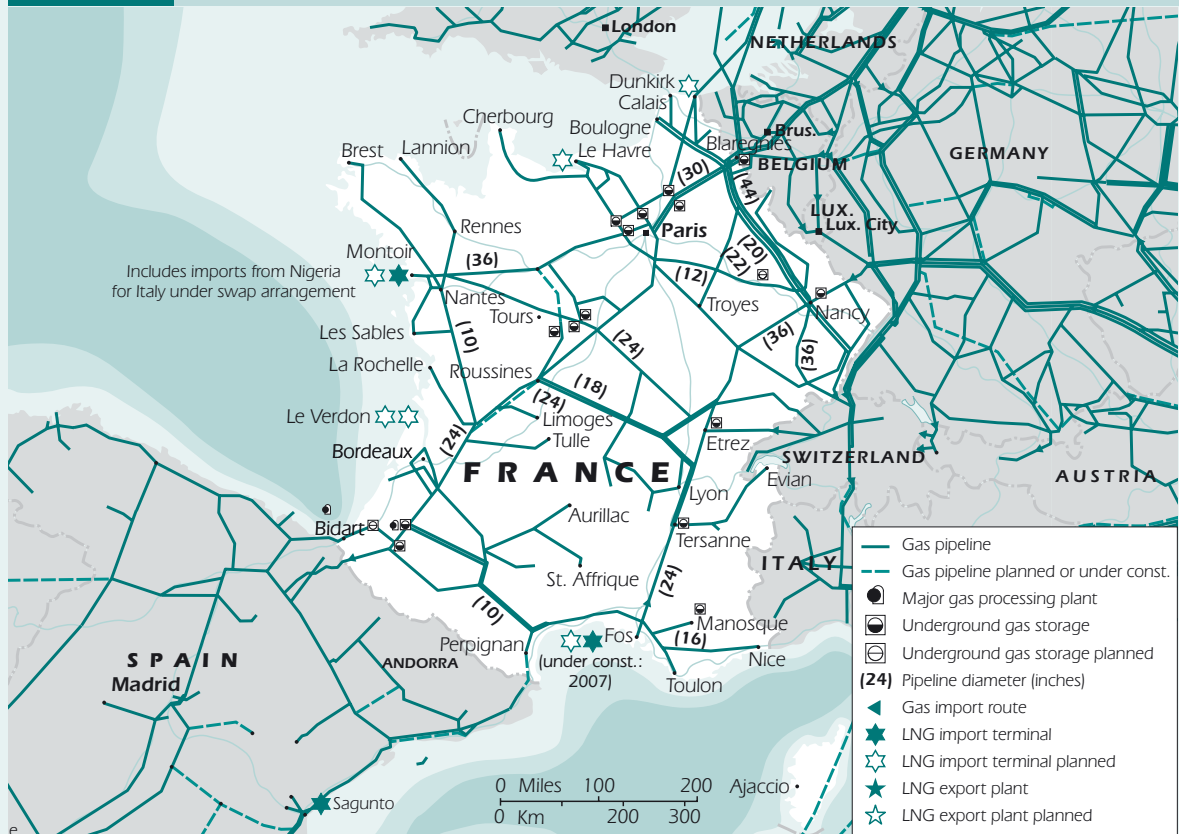 London
NETHERLANDS
Dunkirk
Calais
Cherbourg
Boulogne
Le Havre
Brus.
Blaregnies
BELGIUM
GERMANY
Brest
Lannion
(30)
(44)
LUX.
Lux. City
Rennes
Paris
Montoir
(36)
(20)
(22)
(12)
Includes imports from Nigeria
for Italy under swap arrangement
Nantes
Tours
Troyes
Nancy
Les Sables
(10)
(24)
(36)
(36)
La Rochelle
Roussines
(18)
(24)
Le Verdon
Limoges
(24)
Tulle
Etrez
Bordeaux
SWITZERLAND
FRANCE
Evian
AUSTRIA
Lyon
Aurillac
Bidart
Tersanne
ITALY
St. Affrique
(24)
(10)
Manosque
Perpignan
Fos
(16)
(under const.:
2007)
Nice
Toulon
SPAIN
Madrid
ANDORRA
Sagunto
0 Miles 100 200
0 Km 200 300
Ajaccio
e
Gas pipeline
Gas pipeline planned or under const.
Major gas processing plant
Underground gas storage
Underground gas storage planned
(24) Pipeline diameter (inches)
Gas import route
LNG import terminal
LNG import terminal planned
LNG export plant
LNG export plant planned